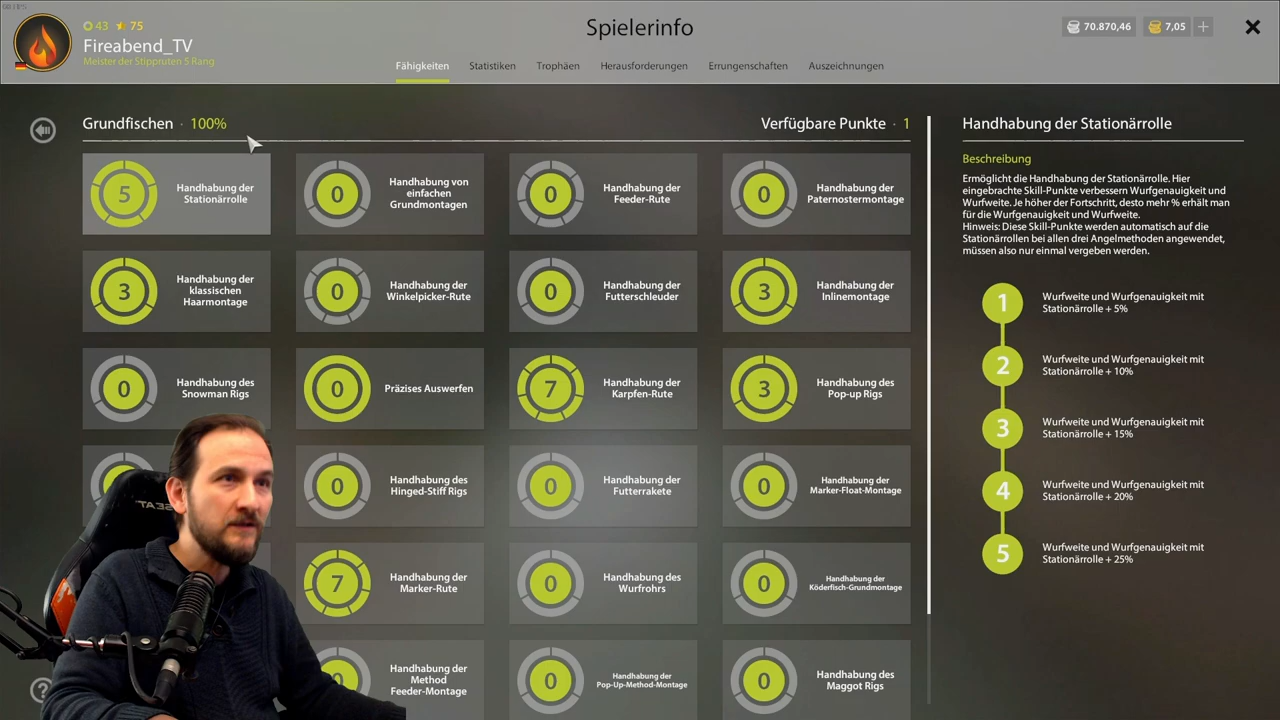 60 FPS
43 75
Fireabend_TV
Meister der Stippruten 5 Rang
Spielerinfo
70.870,46
7,05
Fähigkeiten
Statistiken
Trophäen
Herausforderungen
Errungenschaften
Auszeichnungen
Grundfischen · 100%
Verfügbare Punkte · 1
5
Handhabung der
Stationärrolle
0
Handhabung von
einfachen
Grundmontagen
0
Handhabung der
Feeder-Rute
0
Handhabung der
Paternostermontage
3
Handhabung der
klassischen
Haarmontage
0
Handhabung der
Winkelpicker-Rute
0
Handhabung der
Futterschleuder
3
Handhabung der
Inlinemontage
0
Handhabung des
Snowman Rigs
0
Präzises Auswerfen
7
Handhabung der
Karpfen-Rute
3
Handhabung des
Pop-up Rigs
0
Handhabung des
Hinged-Stiff Rigs
0
Handhabung der
Futterrakete
0
Handhabung der
Marker-Float-Montage
7
Handhabung der
Marker-Rute
0
Handhabung des
Wurfrohrs
0
Handhabung der
Köderfisch-Grundmontage
Handhabung der
Method
Feeder-Montage
0
Handhabung der
Pop-Up-Method-Montage
0
Handhabung des
Maggot Rigs
Handhabung der Stationärrolle
Beschreibung
Ermöglicht die Handhabung der Stationärrolle. Hier
eingebrachte Skill-Punkte verbessern Wurfgenauigkeit und
Wurfweite. Je höher der Fortschritt, desto mehr % erhält man
für die Wurfgenauigkeit und Wurfweite.
Hinweis: Diese Skill-Punkte werden automatisch auf die
Stationärrollen bei allen drei Angelmethoden angewendet,
müssen also nur einmal vergeben werden.
1
Wurfweite und Wurfgenauigkeit mit
Stationärrolle + 5%
2
Wurfweite und Wurfgenauigkeit mit
Stationärrolle + 10%
3
Wurfweite und Wurfgenauigkeit mit
Stationärrolle + 15%
4
Wurfweite und Wurfgenauigkeit mit
Stationärrolle + 20%
5
Wurfweite und Wurfgenauigkeit mit
Stationärrolle + 25%
SEAT
?